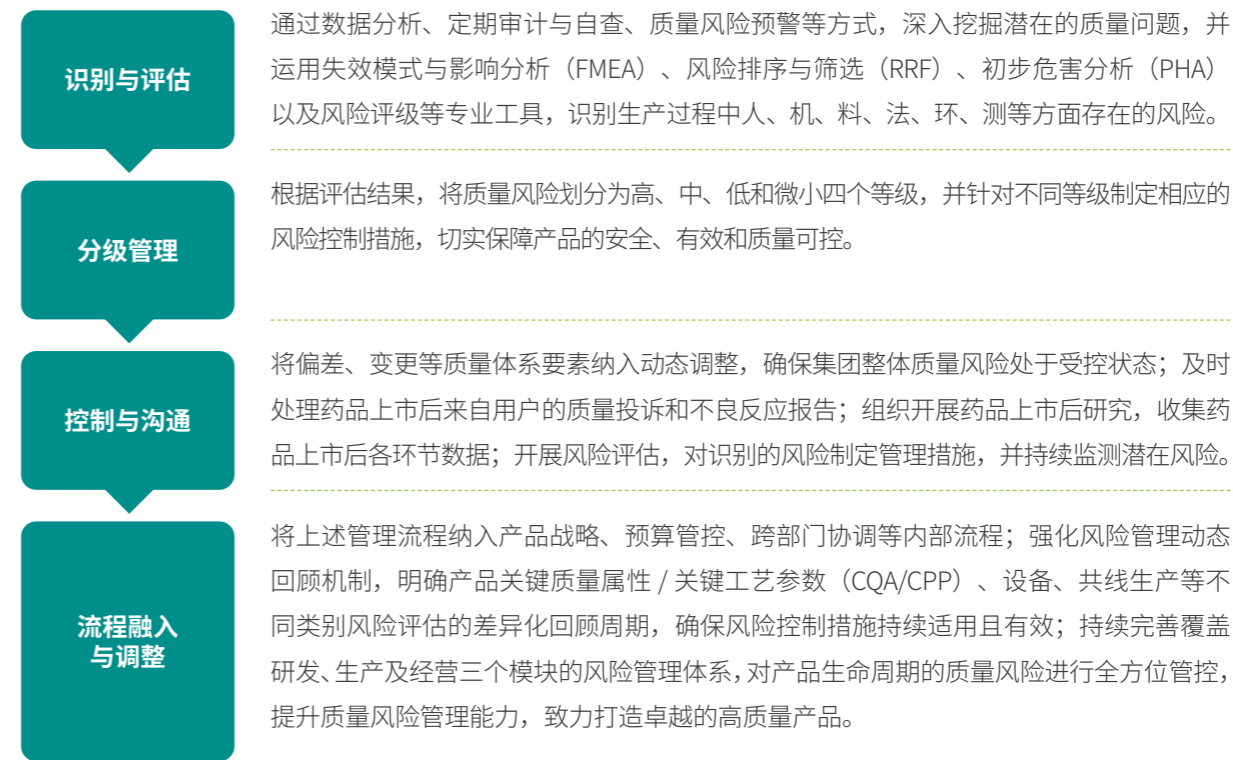 识别与评估
通过数据分析、定期审计与自查、质量风险预警等方式，深入挖掘潜在的质量问题，并
运用失效模式与影响分析（FMEA）、风险排序与筛选（RRF）、初步危害分析（PHA）
以及风险评级等专业工具，识别生产过程中人、机、料、法、环、测等方面存在的风险。
分级管理
根据评估结果，将质量风险划分为高、中、低和微小四个等级，并针对不同等级制定相应的
风险控制措施，切实保障产品的安全、有效和质量可控。
控制与沟通
将偏差、变更等质量体系要素纳入动态调整，确保集团整体质量风险处于受控状态；及时
处理药品上市后来自用户的质量投诉和不良反应报告；组织开展药品上市后研究，收集药
品上市后各环节数据；开展风险评估，对识别的风险制定管理措施，并持续监测潜在风险。
流程融入
与调整
将上述管理流程纳入产品战略、预算管控、跨部门协调等内部流程；强化风险管理动态
回顾机制，明确产品关键质量属性 / 关键工艺参数（CQA/CPP）、设备、共线生产等不
同类别风险评估的差异化回顾周期，确保风险控制措施持续适用且有效；持续完善覆盖
研发、生产及经营三个模块的风险管理体系，对产品生命周期的质量风险进行全方位管控，
提升质量风险管理能力，致力打造卓越的高质量产品。